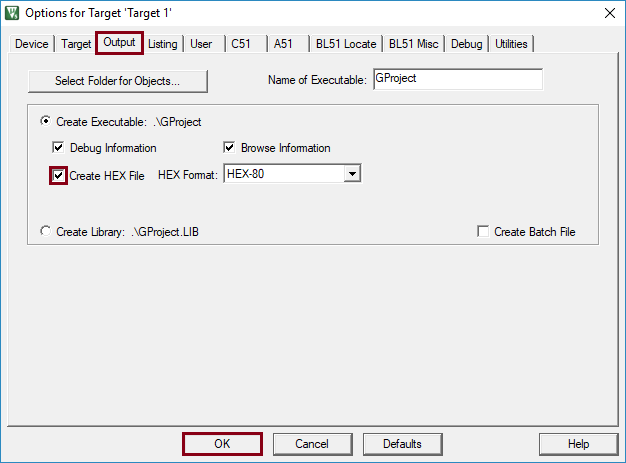 Options for Target 'Target 1'
Device Target Output Listing User C51 A51 BL51 Locate BL51 Misc Debug Utilities
Select Folder for Objects... Name of Executable: GProject
Create Executable: .\GProject
Debug Information Browse Information
Create HEX File HEX Format: HEX-80
Create Library: .\GProject.LIB Create Batch File
OK Cancel Defaults Help